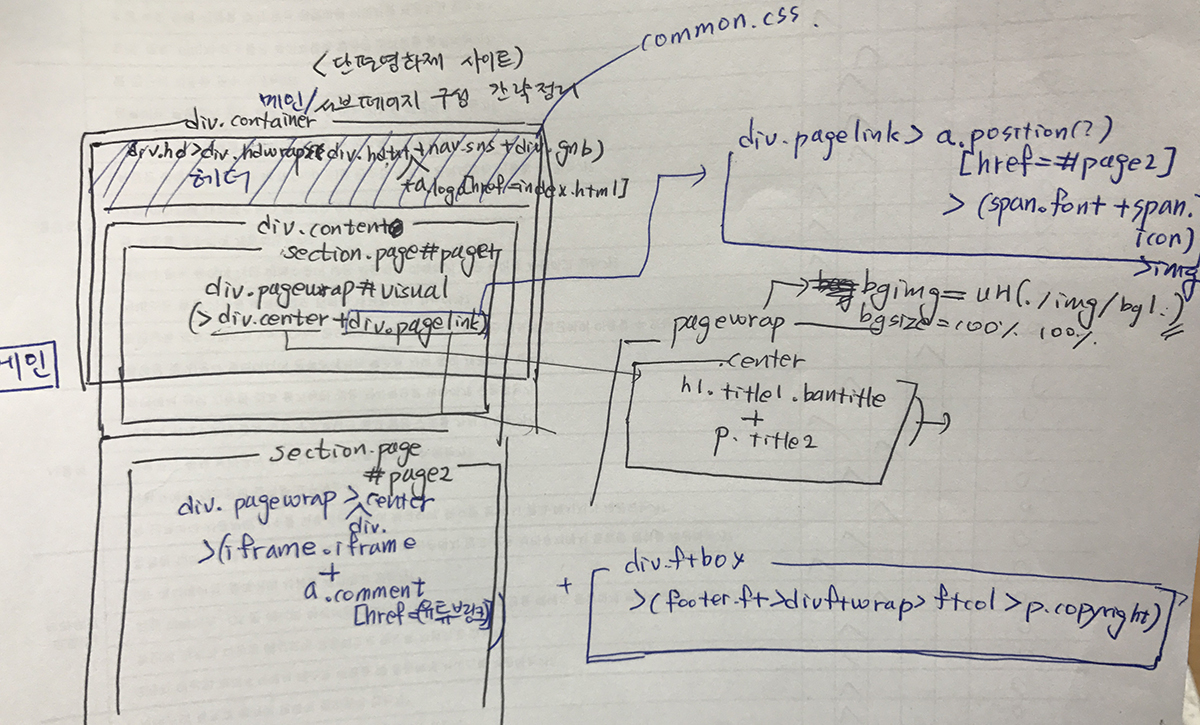 common.css.
<단편영화제 사이트>
메인/서브페이지 구성 간략정리
div.container
div.hd>div.hdwrap>(div.hdtxt+nav.sns+div.gnb)
헤더
+a.logo[href=index.html]
div.content
section.page#page1
div.pagewrap#visual
(>div.center+div.pagelink)
메인
section.page
#page2
div.pagewrap>center
div.
>(iframe.iframe
+
a.comment
[href=(유튜브링크)]
div.pagelink> a.position(?)
[href=#page2]
> (span.font+span.
icon)
>img
bgimg=url(./img/bg1.)
bgsize=100% 100%
pagewrap
.center
h1.title1.bantitle
+
p.title2
+
div.ftbox
>(footer.ft>divftwrap>ftcol>p.copyright)